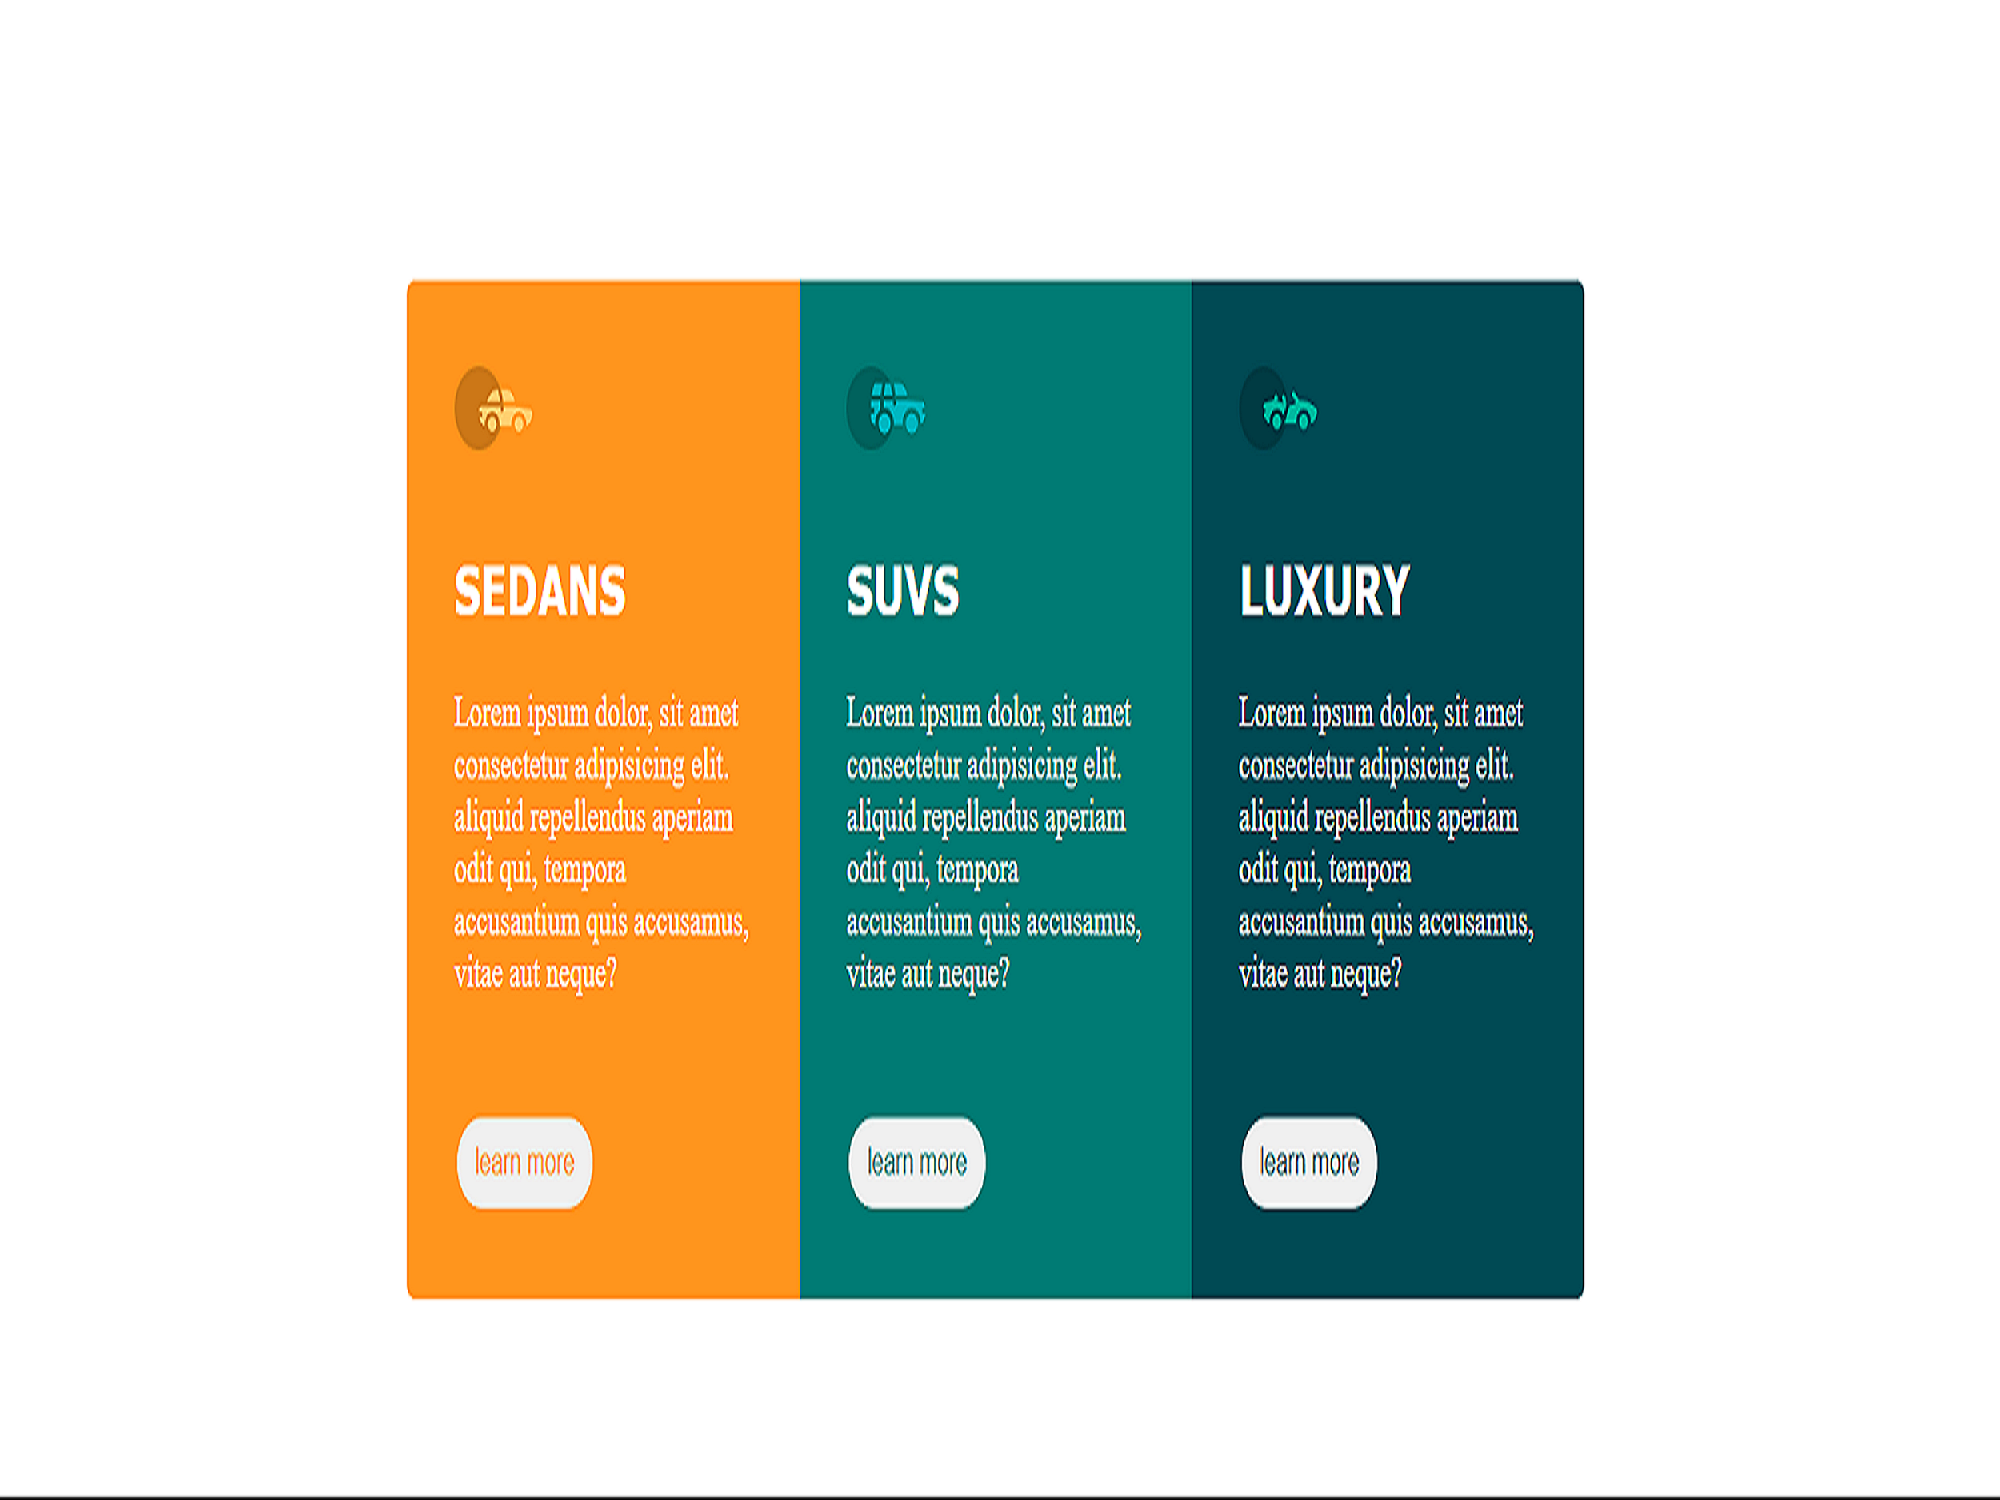 SEDANS
Lorem ipsum dolor, sit amet
consectetur adipisicing elit.
aliquid repellendus aperiam
odit qui, tempora
accusantium quis accusamus,
vitae aut neque?
learn more
SUVS
Lorem ipsum dolor, sit amet
consectetur adipisicing elit.
aliquid repellendus aperiam
odit qui, tempora
accusantium quis accusamus,
vitae aut neque?
learn more
LUXURY
Lorem ipsum dolor, sit amet
consectetur adipisicing elit.
aliquid repellendus aperiam
odit qui, tempora
accusantium quis accusamus,
vitae aut neque?
learn more